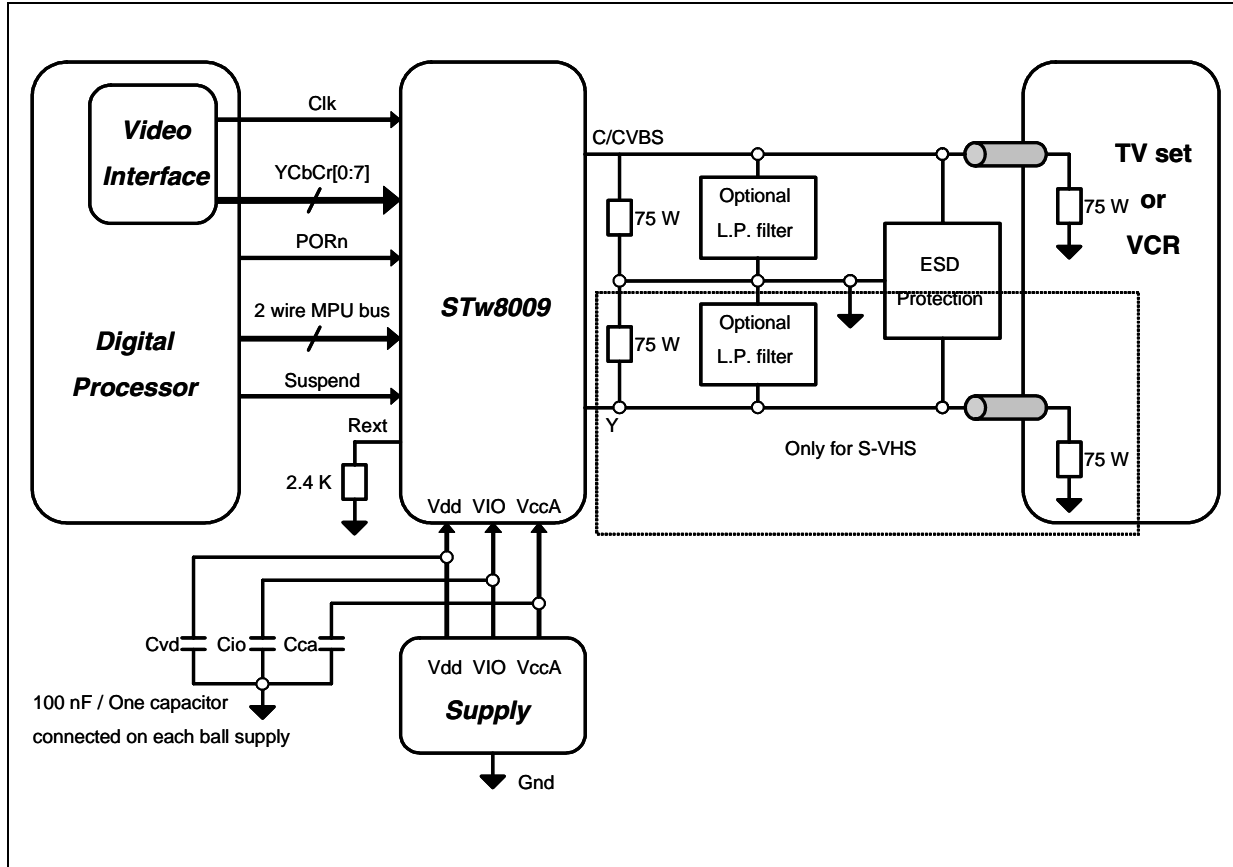 Video
Interface
Digital
Processor
Clk
YCbCr[0:7]
PORn
2 wire MPU bus
Suspend
Rext
2.4 K
STw8009
Vdd VIO VccA
C/CVBS
75 W
Optional
L.P. filter
ESD
Protection
75 W
Optional
L.P. filter
Y
Only for S-VHS
TV set
or
VCR
75 W
75 W
Cvd
Cio
Cca
100 nF / One capacitor
connected on each ball supply
Vdd VIO VccA
Supply
Gnd